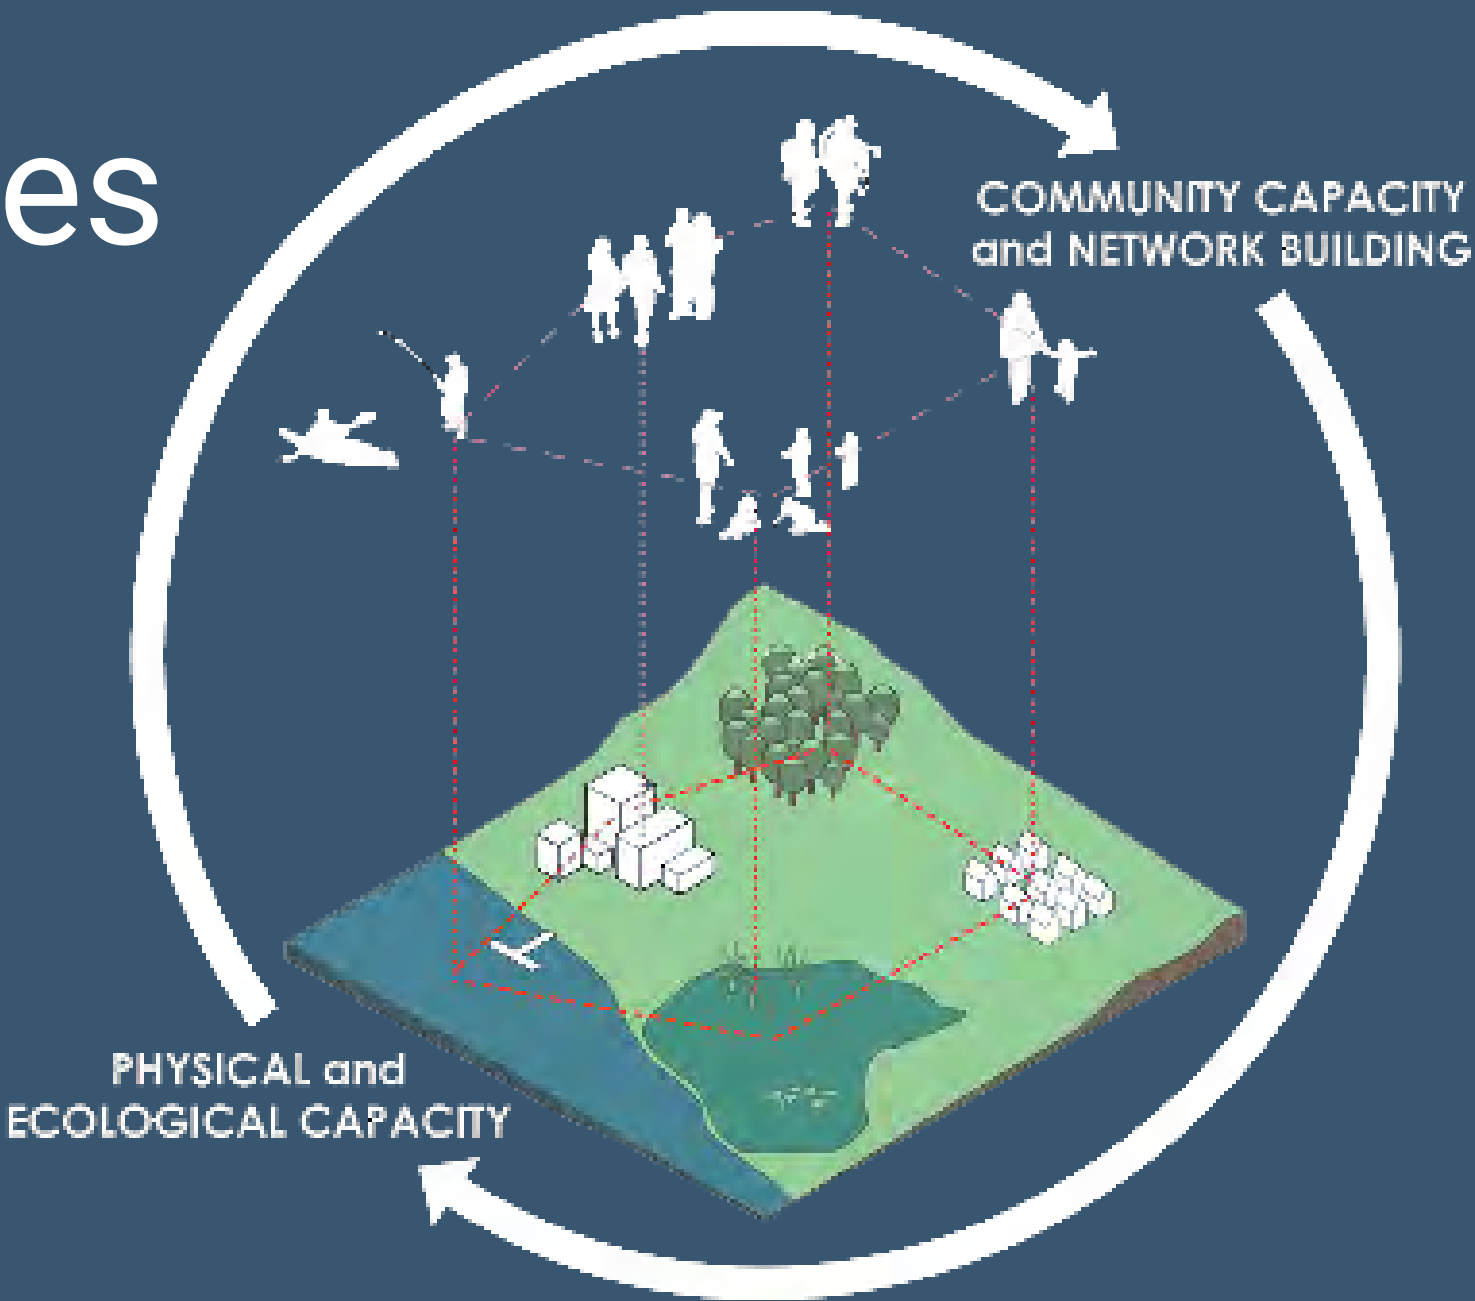 es
COMMUNITY CAPACITY
and NETWORK BUILDING
PHYSICAL and
ECOLOGICAL CAPACITY